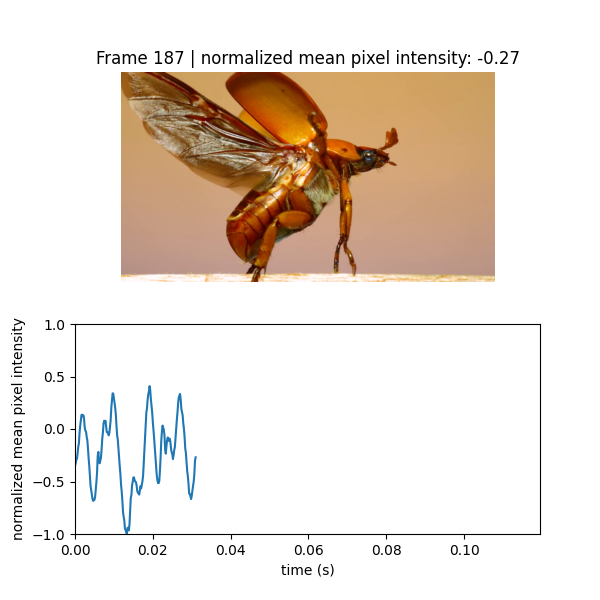 Frame 187 | normalized mean pixel intensity: -0.27
normalized mean pixel intensity
1.0
0.5
0.0
−0.5
−1.0
0.00 0.02 0.04 0.06 0.08 0.10
time (s)